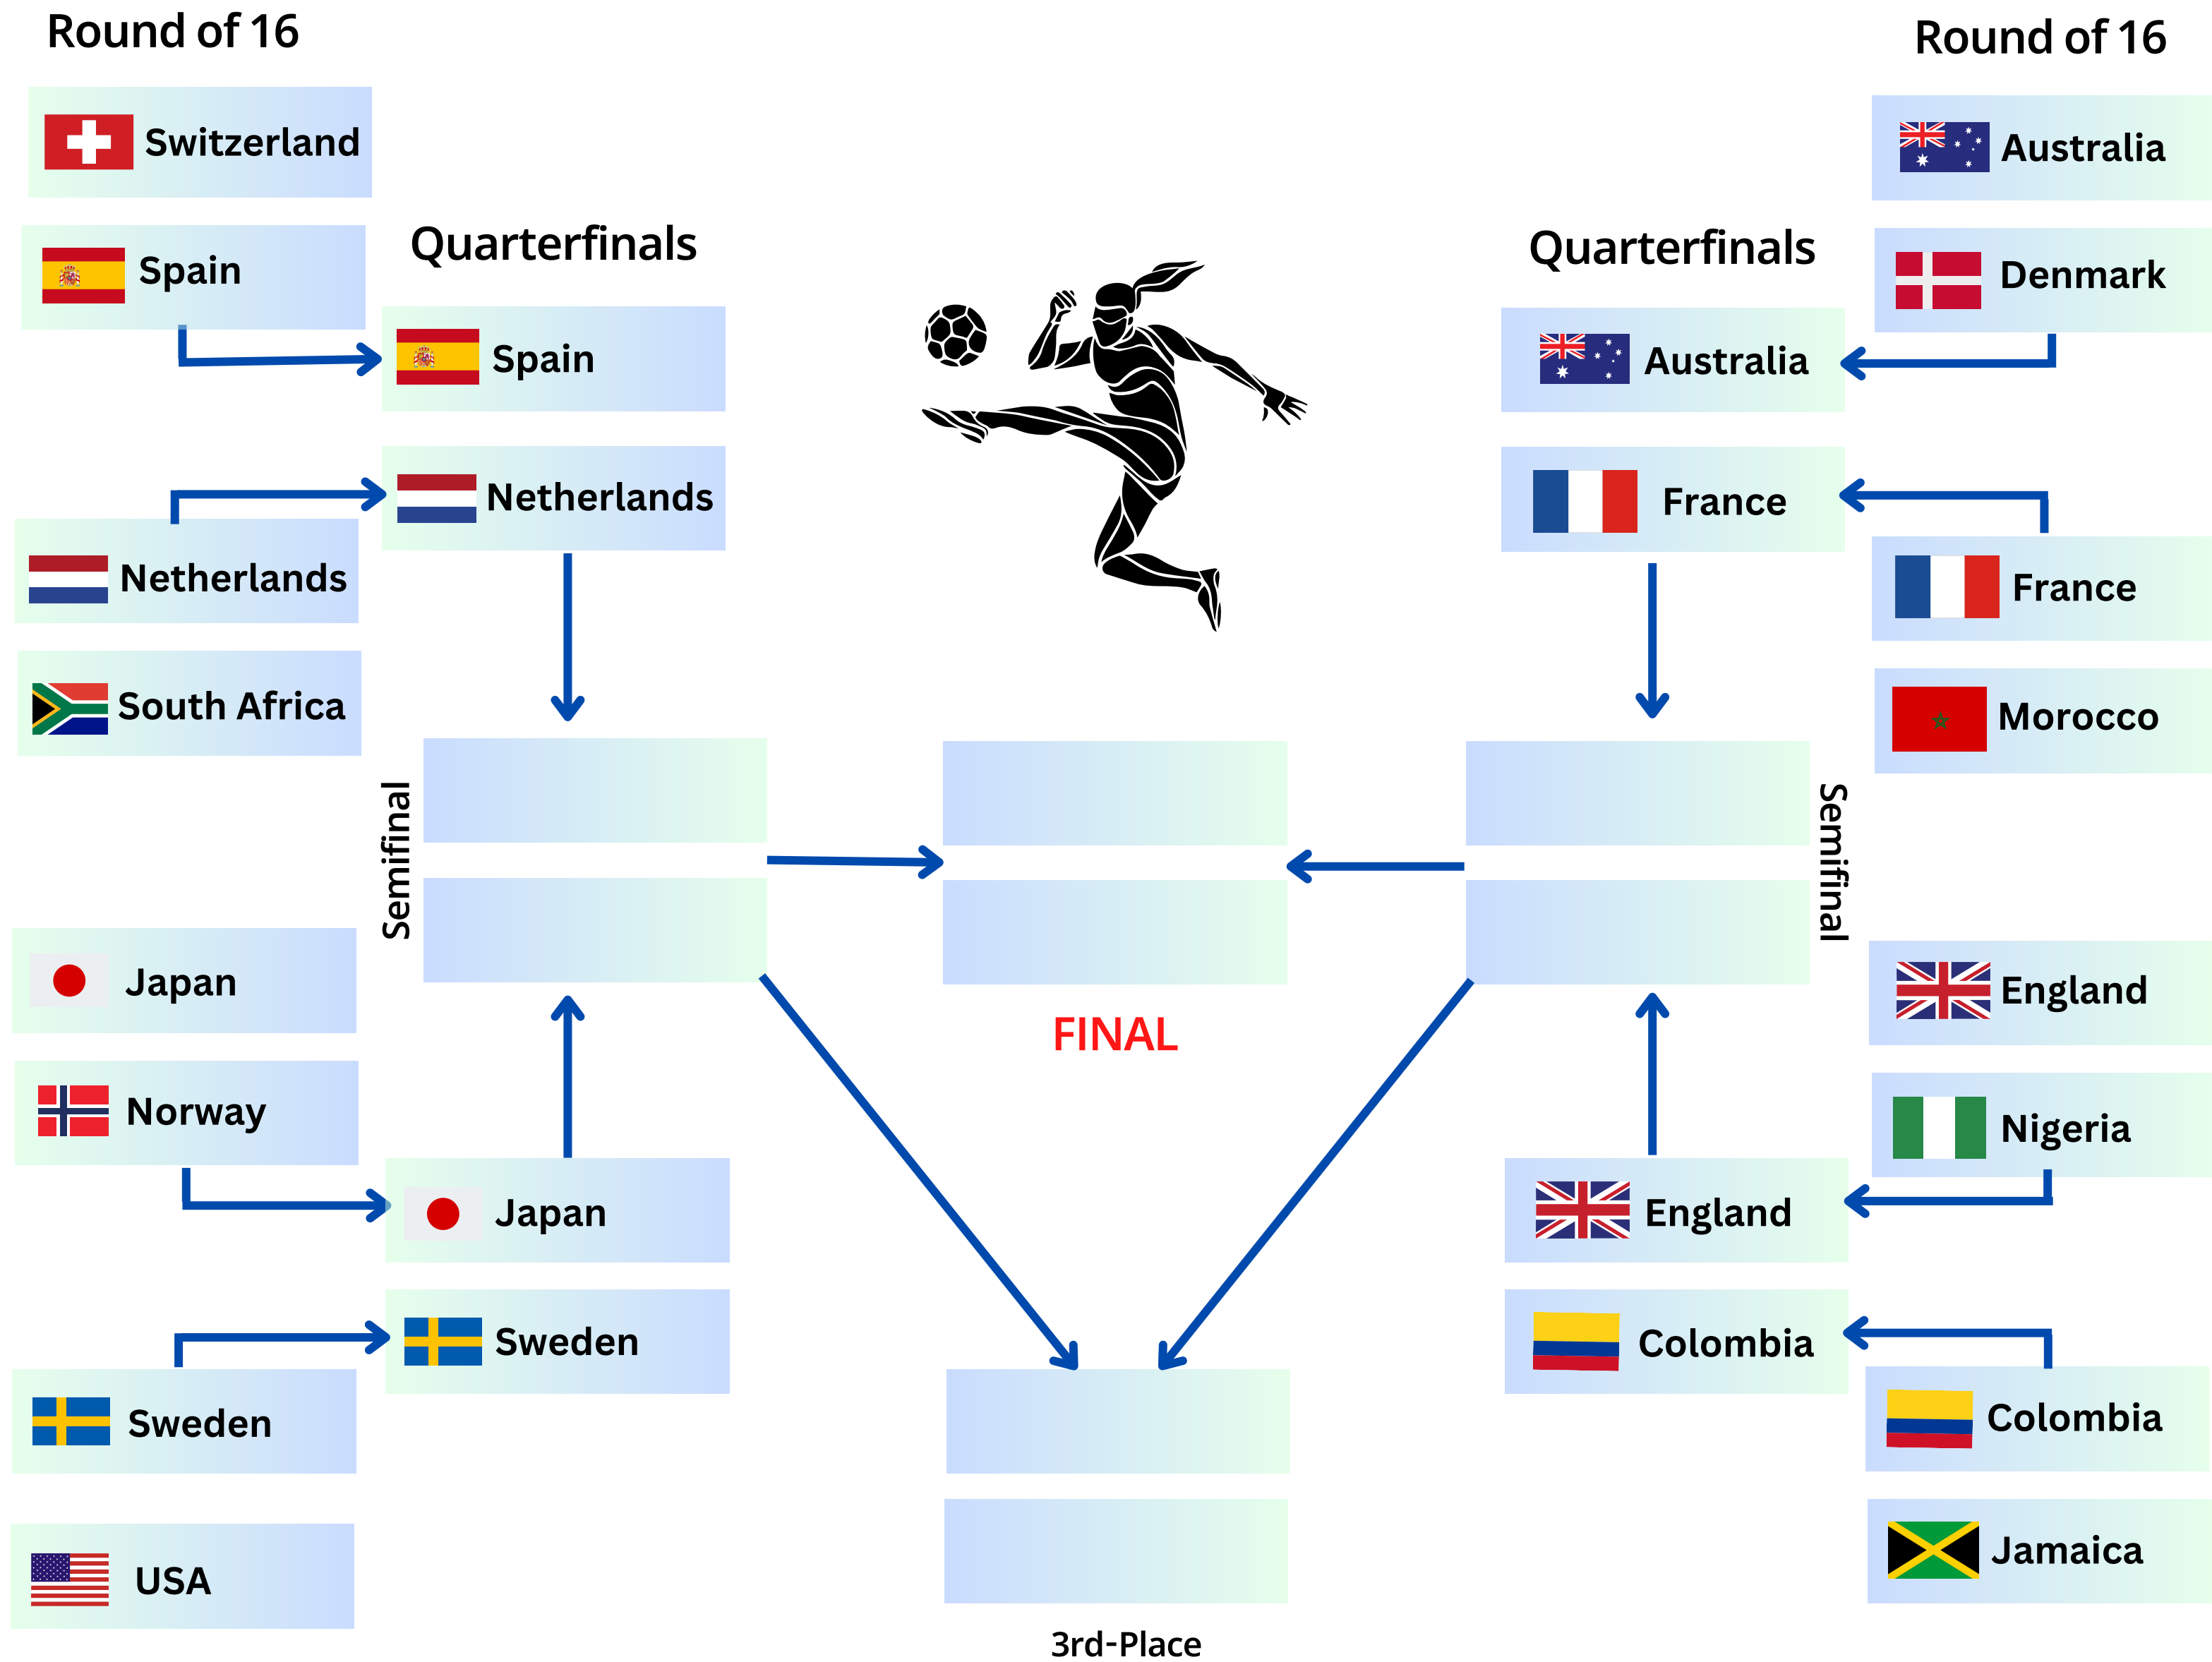 Round of 16
Round of 16
Switzerland
Australia
Spain
Denmark
Quarterfinals
Quarterfinals
Spain
Australia
Netherlands
France
Netherlands
France
South Africa
Morocco
Semifinal
Semifinal
Japan
England
FINAL
Norway
Nigeria
Japan
England
Sweden
Colombia
Sweden
Colombia
USA
Jamaica
3rd-Place